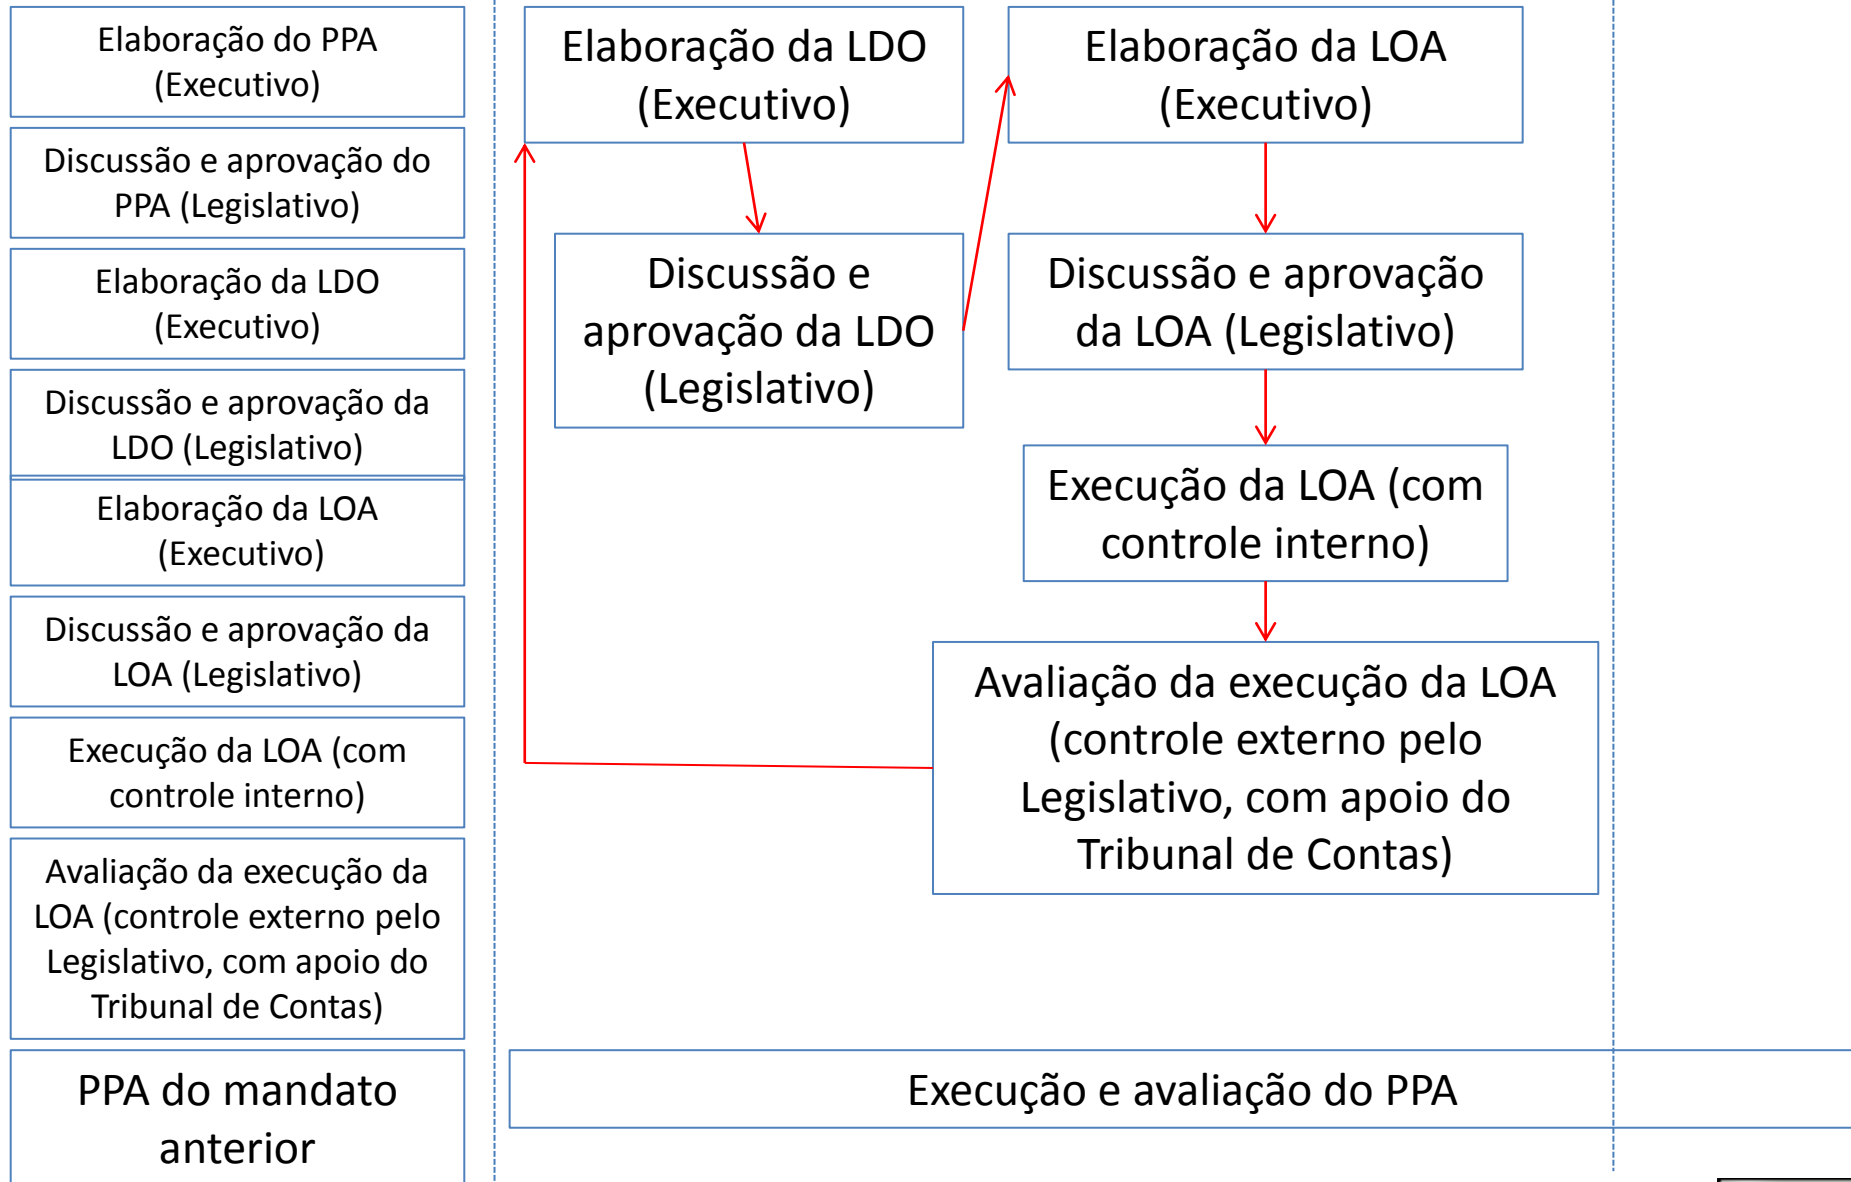 Elaboração do PPA
(Executivo)
Discussão e aprovação do
PPA (Legislativo)
Elaboração da LDO
(Executivo)
Discussão e aprovação da
LDO (Legislativo)
Elaboração da LOA
(Executivo)
Discussão e aprovação da
LOA (Legislativo)
Execução da LOA (com
controle interno)
Avaliação da execução da
LOA (controle externo pelo
Legislativo, com apoio do
Tribunal de Contas)
PPA do mandato
anterior
Elaboração da LDO
(Executivo)
Discussão e
aprovação da LDO
(Legislativo)
Elaboração da LOA
(Executivo)
Discussão e aprovação
da LOA (Legislativo)
Execução da LOA (com
controle interno)
Avaliação da execução da LOA
(controle externo pelo
Legislativo, com apoio do
Tribunal de Contas)
Execução e avaliação do PPA